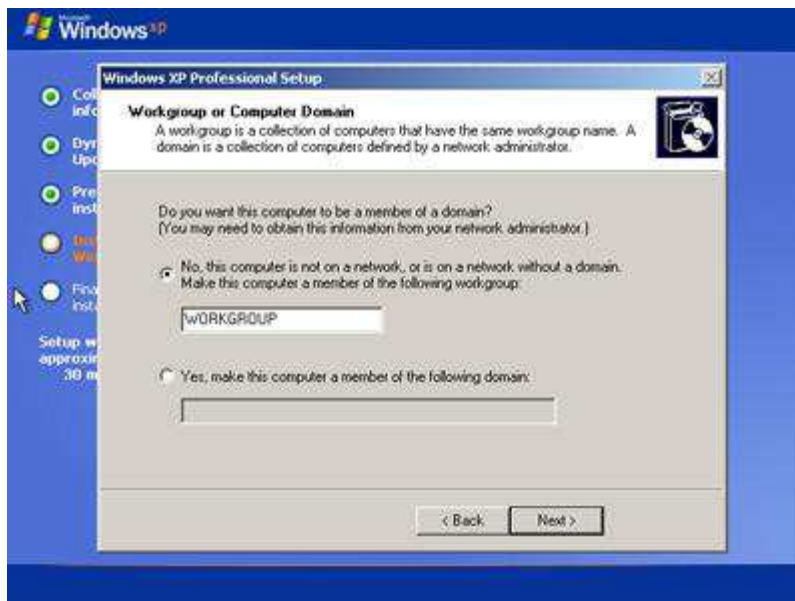 Microsoft
Windows xp
Windows XP Professional Setup
Workgroup or Computer Domain
A workgroup is a collection of computers that have the same workgroup name. A
domain is a collection of computers defined by a network administrator.
Do you want this computer to be a member of a domain?
(You may need to obtain this information from your network administrator.)
No, this computer is not on a network, or is on a network without a domain.
Make this computer a member of the following workgroup:
WORKGROUP
Yes, make this computer a member of the following domain:
< Back
Next >
Setup w
approxi
30 m